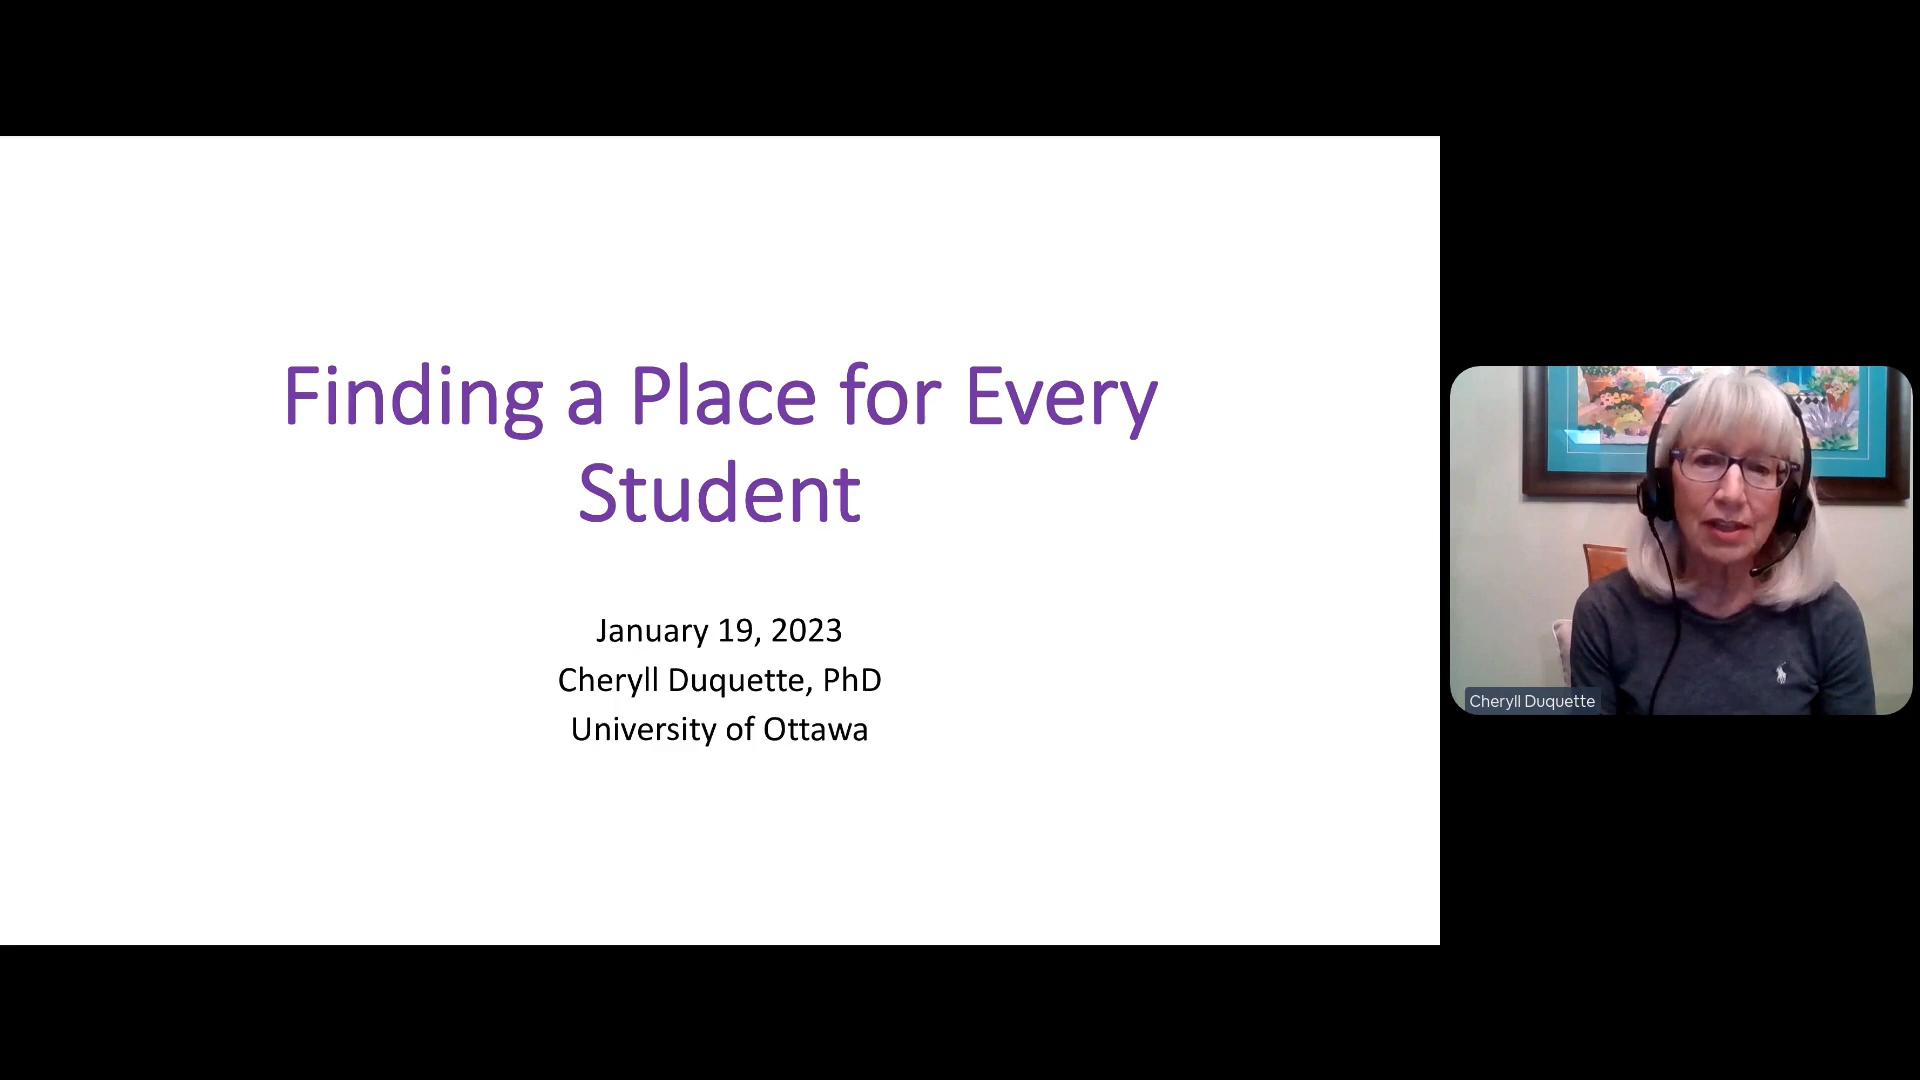 Finding a Place for Every
Student
January 19, 2023
Cheryll Duquette, PhD
University of Ottawa
Cheryll Duquette